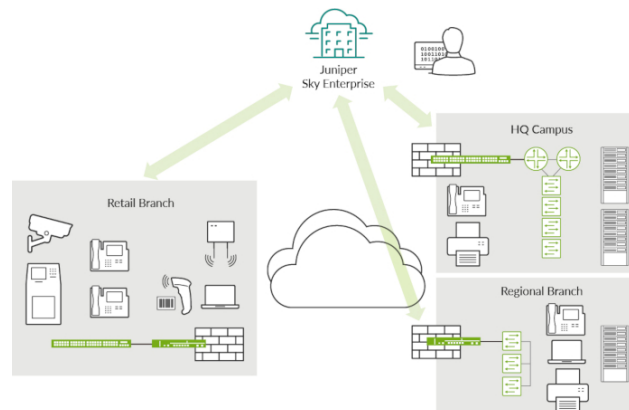 Juniper
Sky Enterprise
HQ Campus
Retail Branch
Regional Branch